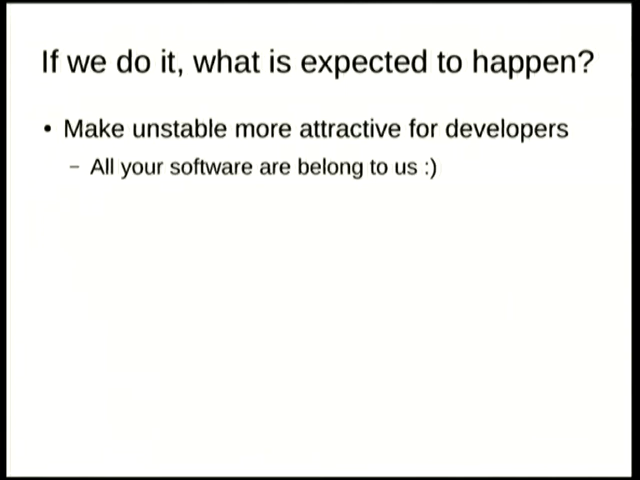 If we do it, what is expected to happen?
• Make unstable more attractive for developers
– All your software are belong to us :)